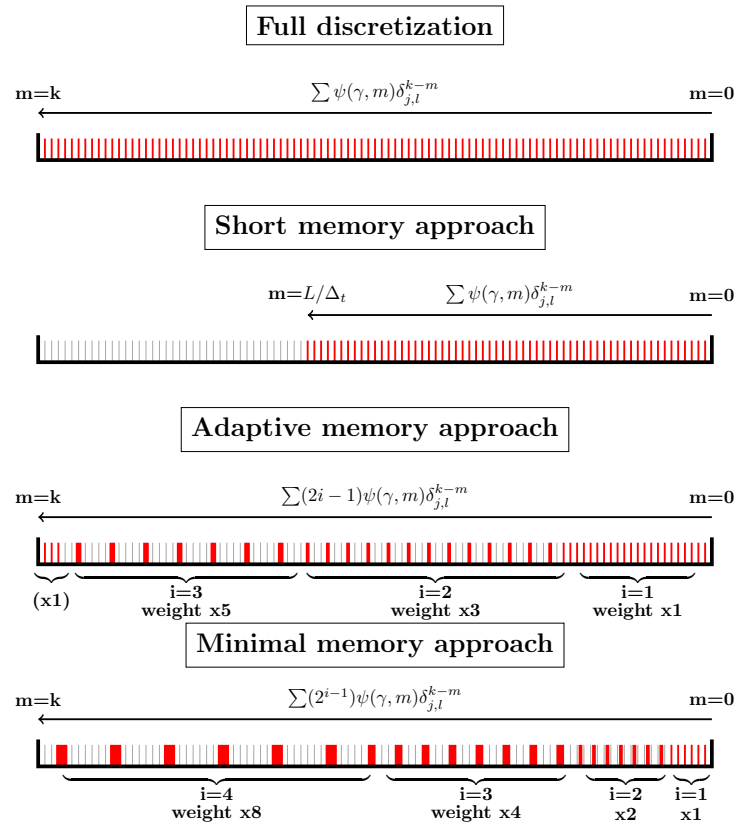 Full discretization
m=k ∑ ψ(γ, m)δ_{j,l}^{k−m} m=0
Short memory approach
m=L/Δ_t ∑ ψ(γ, m)δ_{j,l}^{k−m} m=0
Adaptive memory approach
m=k ∑(2i − 1)ψ(γ, m)δ_{j,l}^{k−m} m=0
(x1) i=3 i=2 i=1
weight x5 weight x3 weight x1
Minimal memory approach
m=k ∑(2^{i−1})ψ(γ, m)δ_{j,l}^{k−m} m=0
i=4 i=3 i=2 i=1
weight x8 weight x4 x2 x1